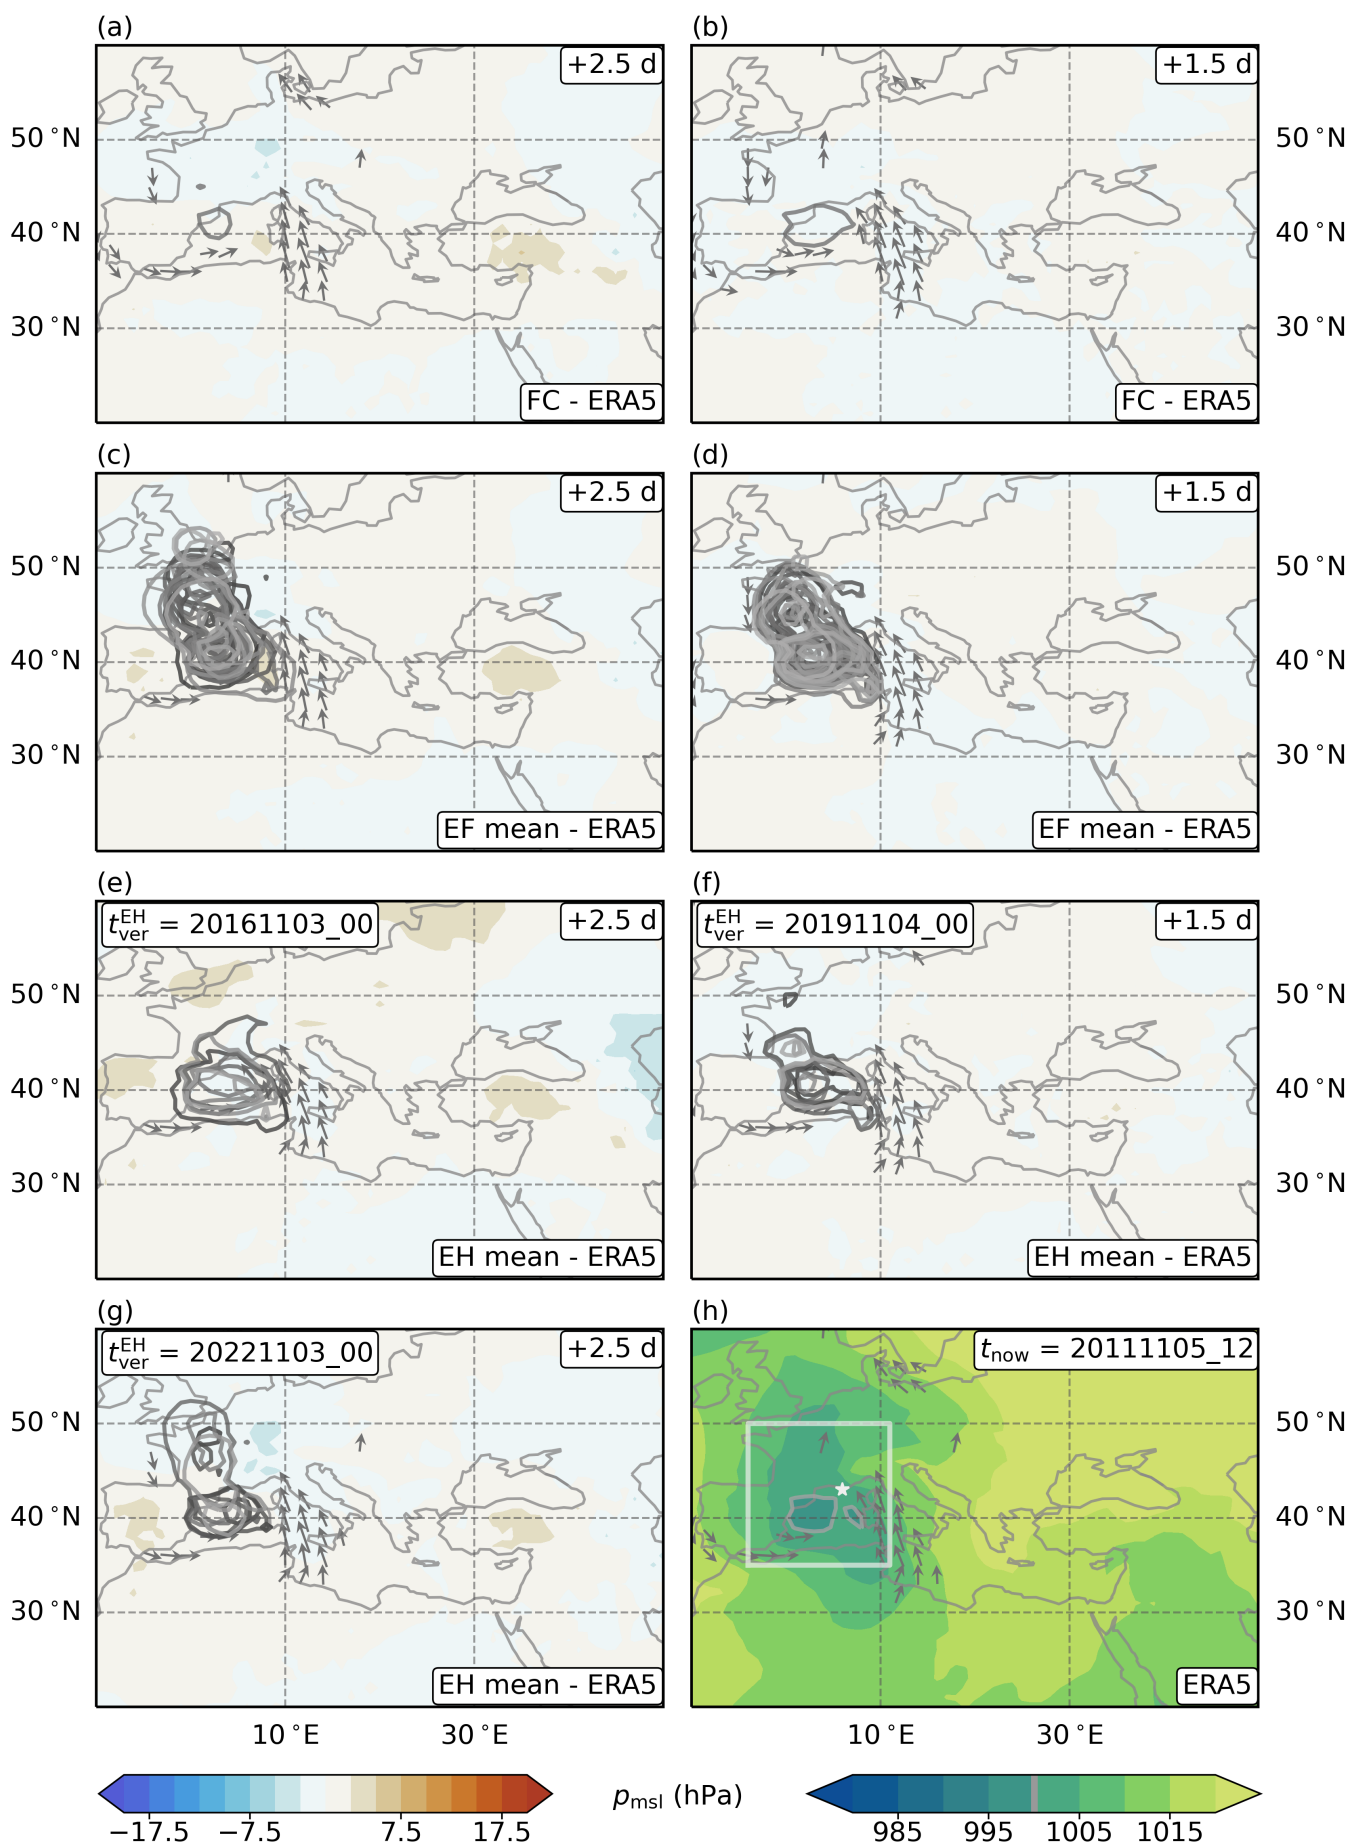 (a)
(b)
+2.5 d
+1.5 d
50 °N
40 °N
30 °N
50 °N
40 °N
30 °N
FC - ERA5
FC - ERA5
(c)
(d)
+2.5 d
+1.5 d
50 °N
40 °N
30 °N
50 °N
40 °N
30 °N
EF mean - ERA5
EF mean - ERA5
(e)
(f)
t_ver^EH = 20161103_00
+2.5 d
t_ver^EH = 20191104_00
+1.5 d
50 °N
40 °N
30 °N
50 °N
40 °N
30 °N
EH mean - ERA5
EH mean - ERA5
(g)
(h)
t_ver^EH = 20221103_00
+2.5 d
t_now = 20111105_12
50 °N
40 °N
30 °N
50 °N
40 °N
30 °N
EH mean - ERA5
ERA5
10 °E
30 °E
10 °E
30 °E
p_msl (hPa)
−17.5
−7.5
7.5
17.5
985
995
1005
1015